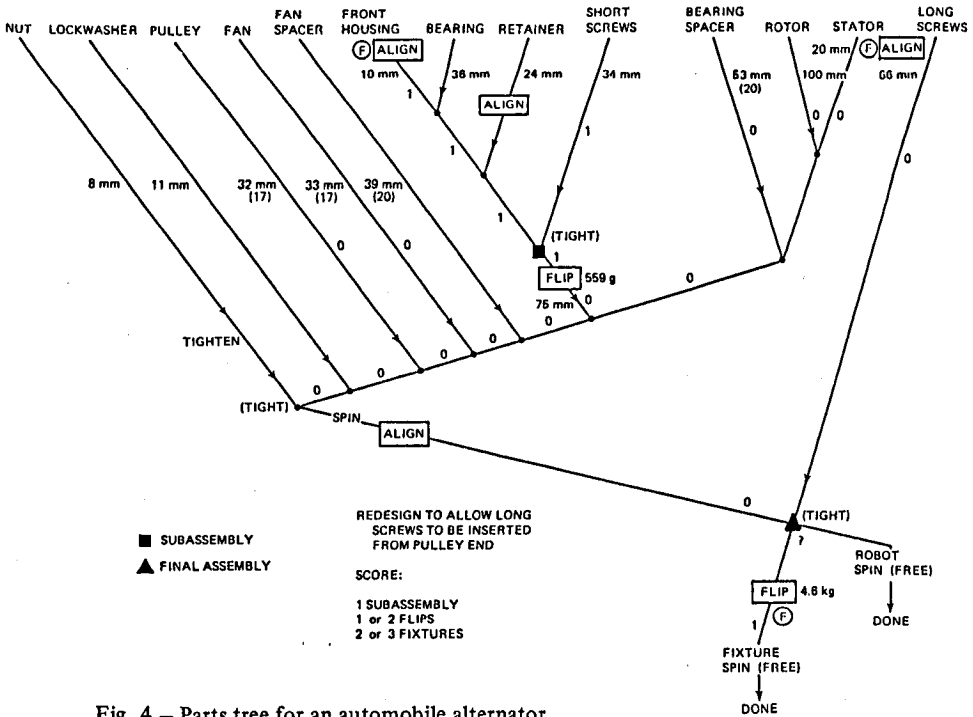 NUT LOCKWASHER PULLEY FAN FAN SPACER FRONT HOUSING BEARING RETAINER SHORT SCREWS BEARING SPACER ROTOR STATOR LONG SCREWS
F ALIGN
20 mm F ALIGN
10 mm 36 mm 24 mm 34 mm 53 mm (20) 100 mm 66 mm
1
ALIGN
0 0
1 0
1
0
8 mm 11 mm 32 mm (17) 33 mm (17) 39 mm (20)
1
0 0
(TIGHT)
1
FLIP 559 g
0
75 mm 0
0
TIGHTEN
0
0
0
0
(TIGHT)
SPIN
ALIGN
0
(TIGHT)
?
SUBASSEMBLY
FINAL ASSEMBLY
REDESIGN TO ALLOW LONG
SCREWS TO BE INSERTED
FROM PULLEY END
SCORE:
1 SUBASSEMBLY
1 or 2 FLIPS
2 or 3 FIXTURES
ROBOT
SPIN (FREE)
DONE
FLIP 4.6 kg
F
1
FIXTURE
SPIN (FREE)
DONE
Fig. 4 – Parts tree for an automobile alternator